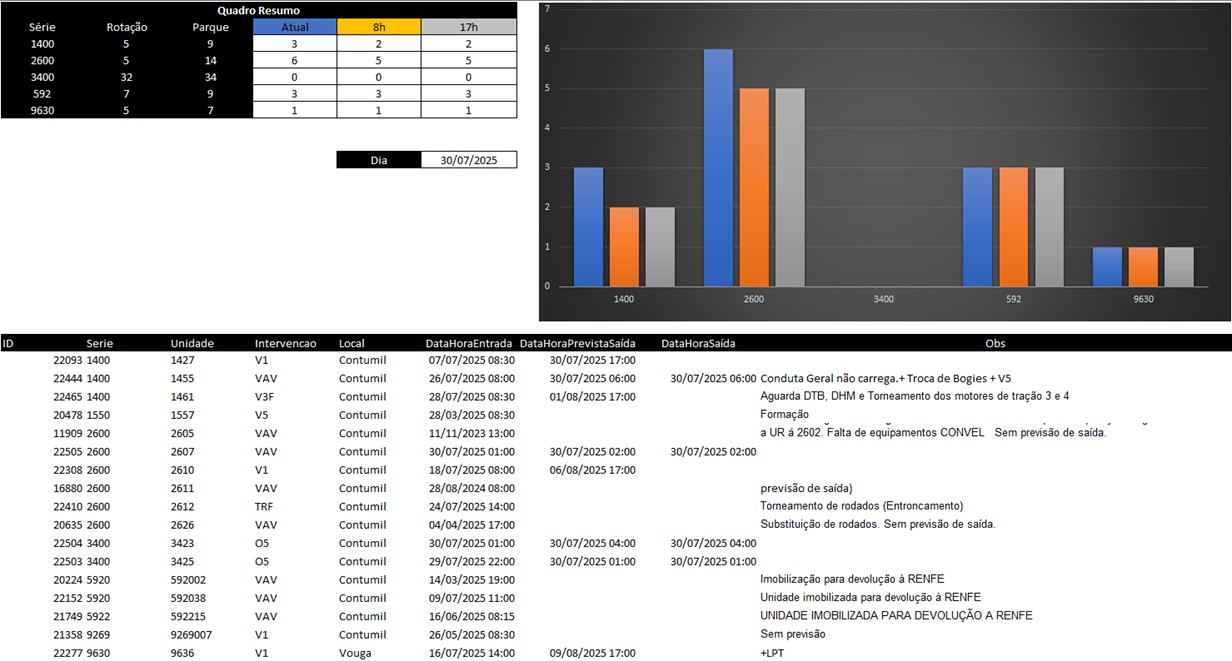 Quadro Resumo
Série Rotação Parque Atual 8h 17h
1400 5 9 3 2 2
2600 5 14 6 5 5
3400 32 34 0 0 0
592 7 9 3 3 3
9630 5 7 1 1 1
Dia 30/07/2025
7
6
5
4
3
2
1
0
1400 2600 3400 592 9630
ID Serie Unidade Intervencao Local DataHoraEntrada DataHoraPrevistaSaída DataHoraSaída Obs
22093 1400 1427 V1 Contumil 07/07/2025 08:30 30/07/2025 17:00
22444 1400 1455 VAV Contumil 26/07/2025 08:00 30/07/2025 06:00 30/07/2025 06:00 Conduta Geral não carrega.+ Troca de Bogies + V5
22465 1400 1461 V3F Contumil 28/07/2025 08:30 01/08/2025 17:00 Aguarda DTB, DHM e Torneamento dos motores de tração 3 e 4
20478 1550 1557 V5 Contumil 28/03/2025 08:30 Formação
11909 2600 2605 VAV Contumil 11/11/2023 13:00 a UR á 2602. Falta de equipamentos CONVEL Sem previsão de saída.
22505 2600 2607 VAV Contumil 30/07/2025 01:00 30/07/2025 02:00 30/07/2025 02:00
22308 2600 2610 V1 Contumil 18/07/2025 08:00 06/08/2025 17:00
16880 2600 2611 VAV Contumil 28/08/2024 08:00 previsão de saída)
22410 2600 2612 TRF Contumil 24/07/2025 14:00 Torneamento de rodados (Entroncamento)
20635 2600 2626 VAV Contumil 04/04/2025 17:00 Substituição de rodados. Sem previsão de saída.
22504 3400 3423 O5 Contumil 30/07/2025 01:00 30/07/2025 04:00 30/07/2025 04:00
22503 3400 3425 O5 Contumil 29/07/2025 22:00 30/07/2025 01:00 30/07/2025 01:00
20224 5920 592002 VAV Contumil 14/03/2025 19:00 Imobilização para devolução à RENFE
22152 5920 592038 VAV Contumil 09/07/2025 11:00 Unidade imobilizada para devolução à RENFE
21749 5922 592215 VAV Contumil 16/06/2025 08:15 UNIDADE IMOBILIZADA PARA DEVOLUÇÃO A RENFE
21358 9269 9269007 V1 Contumil 26/05/2025 08:30 Sem previsão
22277 9630 9636 V1 Vouga 16/07/2025 14:00 09/08/2025 17:00 +LPT